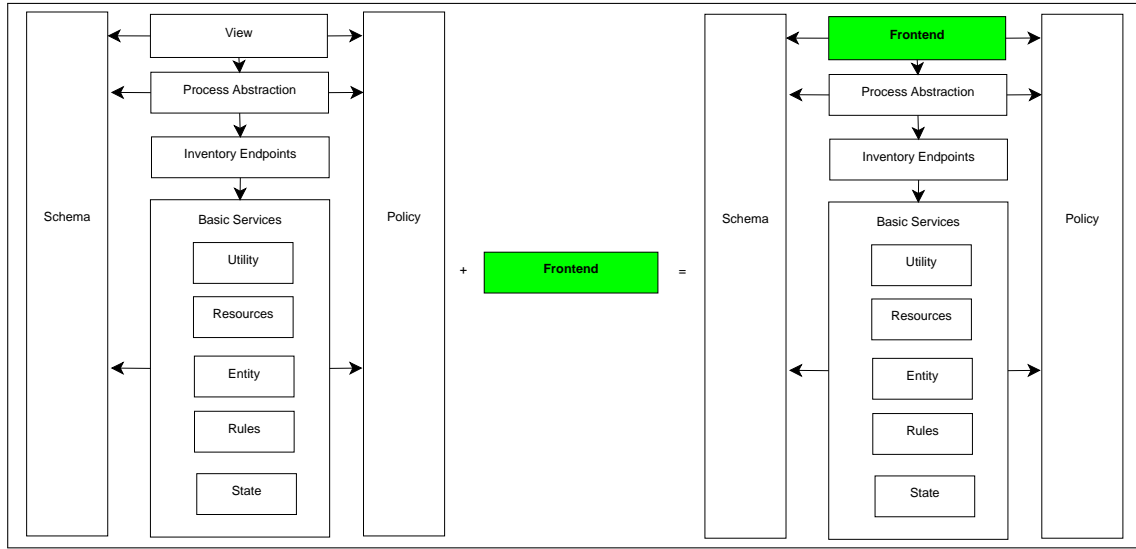 View
Process Abstraction
Inventory Endpoints
Schema
Basic Services
Policy
Utility
Resources
Entity
Rules
State
+
Frontend
=
Frontend
Process Abstraction
Inventory Endpoints
Schema
Basic Services
Policy
Utility
Resources
Entity
Rules
State